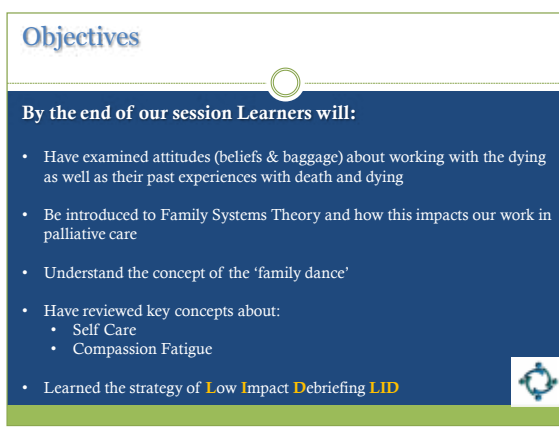 Objectives
By the end of our session Learners will:
• Have examined attitudes (beliefs & baggage) about working with the dying
as well as their past experiences with death and dying
• Be introduced to Family Systems Theory and how this impacts our work in
palliative care
• Understand the concept of the 'family dance'
• Have reviewed key concepts about:
• Self Care
• Compassion Fatigue
• Learned the strategy of Low Impact Debriefing LID